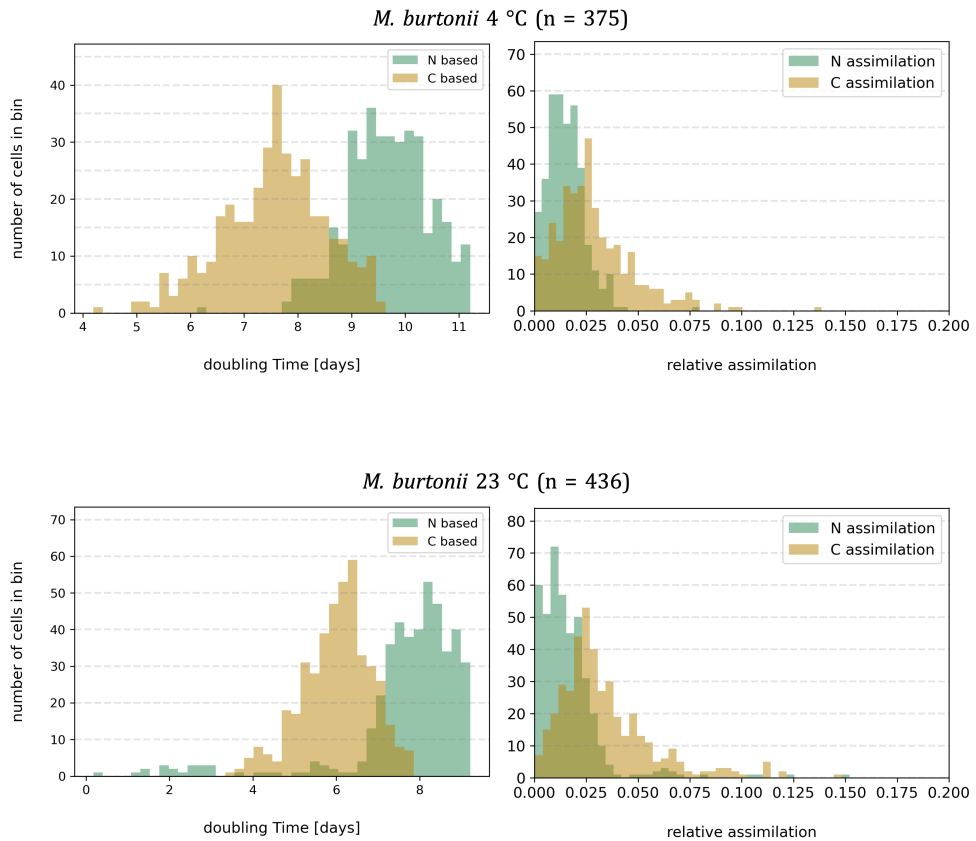 M. burtonii 4 °C (n = 375)
number of cells in bin
40
30
20
10
0
4 5 6 7 8 9 10 11
doubling Time [days]
N based
C based
70
60
50
40
30
20
10
0
0.000 0.025 0.050 0.075 0.100 0.125 0.150 0.175 0.200
relative assimilation
N assimilation
C assimilation
M. burtonii 23 °C (n = 436)
number of cells in bin
70
60
50
40
30
20
10
0
0 2 4 6 8
doubling Time [days]
N based
C based
80
70
60
50
40
30
20
10
0
0.000 0.025 0.050 0.075 0.100 0.125 0.150 0.175 0.200
relative assimilation
N assimilation
C assimilation